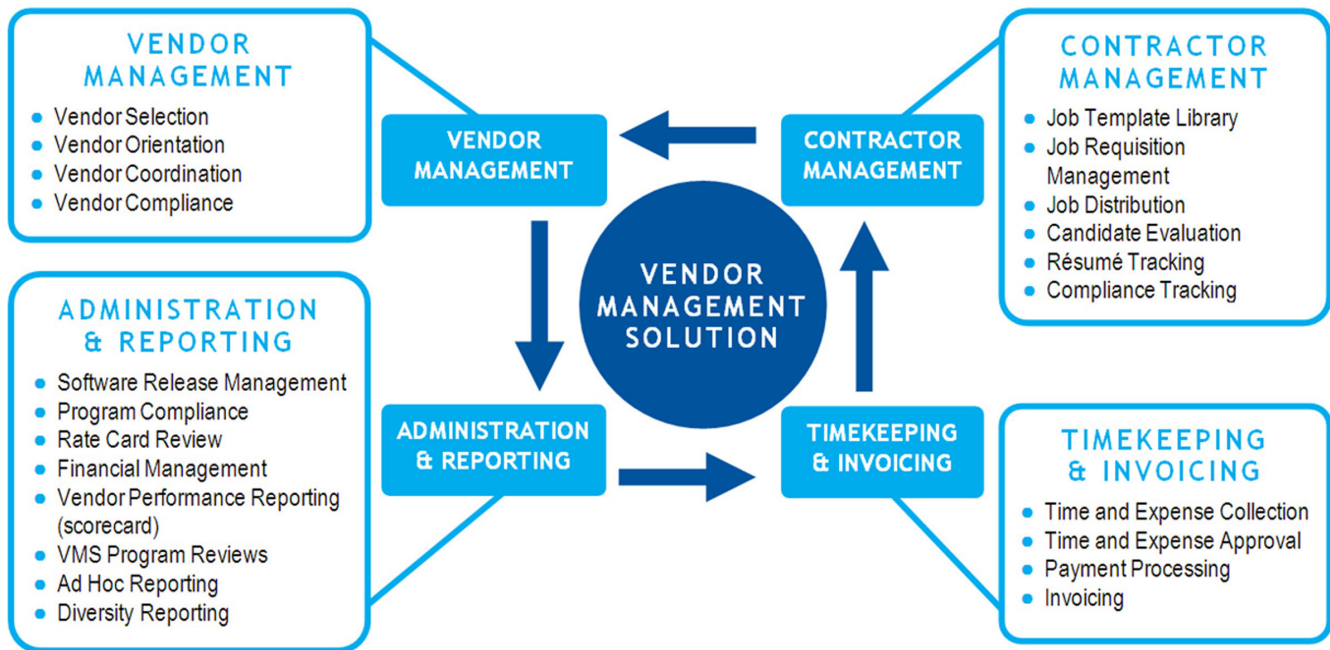 VENDOR
MANAGEMENT
Vendor Selection
Vendor Orientation
Vendor Coordination
Vendor Compliance
ADMINISTRATION
& REPORTING
Software Release Management
Program Compliance
Rate Card Review
Financial Management
Vendor Performance Reporting
(scorecard)
VMS Program Reviews
Ad Hoc Reporting
Diversity Reporting
VENDOR
MANAGEMENT
CONTRACTOR
MANAGEMENT
VENDOR
MANAGEMENT
SOLUTION
ADMINISTRATION
& REPORTING
TIMEKEEPING
& INVOICING
CONTRACTOR
MANAGEMENT
Job Template Library
Job Requisition
Management
Job Distribution
Candidate Evaluation
Résumé Tracking
Compliance Tracking
TIMEKEEPING
& INVOICING
Time and Expense Collection
Time and Expense Approval
Payment Processing
Invoicing